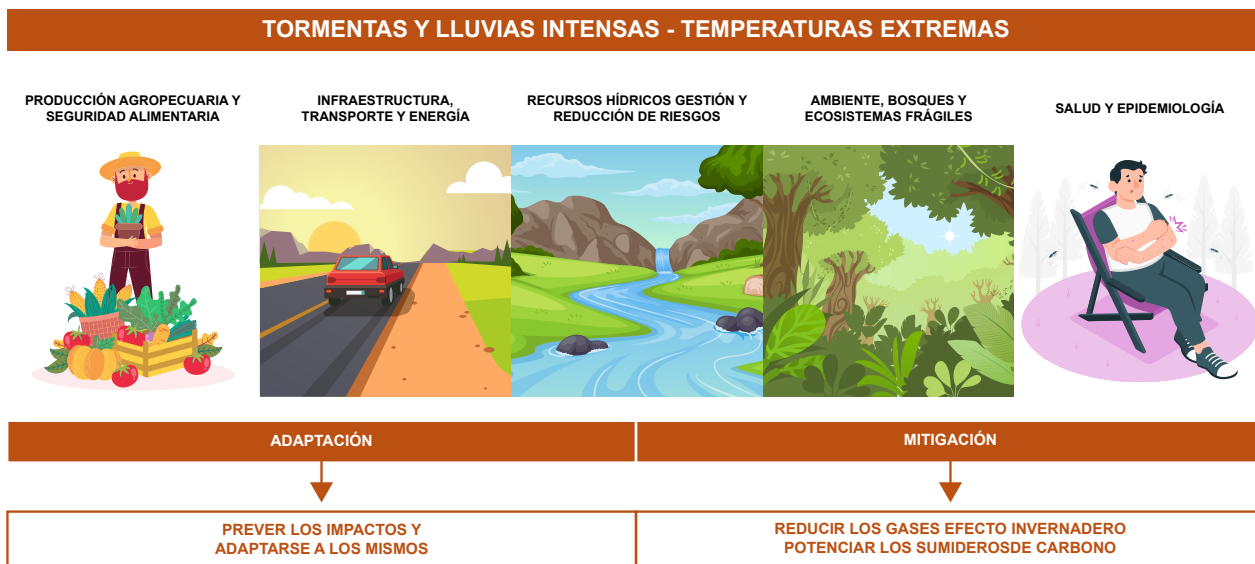 TORMENTAS Y LLUVIAS INTENSAS - TEMPERATURAS EXTREMAS
PRODUCCIÓN AGROPECUARIA Y
SEGURIDAD ALIMENTARIA
INFRAESTRUCTURA,
TRANSPORTE Y ENERGÍA
RECURSOS HÍDRICOS GESTIÓN Y
REDUCCIÓN DE RIESGOS
AMBIENTE, BOSQUES Y
ECOSISTEMAS FRÁGILES
SALUD Y EPIDEMIOLOGÍA
ADAPTACIÓN
MITIGACIÓN
PREVER LOS IMPACTOS Y
ADAPTARSE A LOS MISMOS
REDUCIR LOS GASES EFECTO INVERNADERO
POTENCIAR LOS SUMIDEROSDE CARBONO